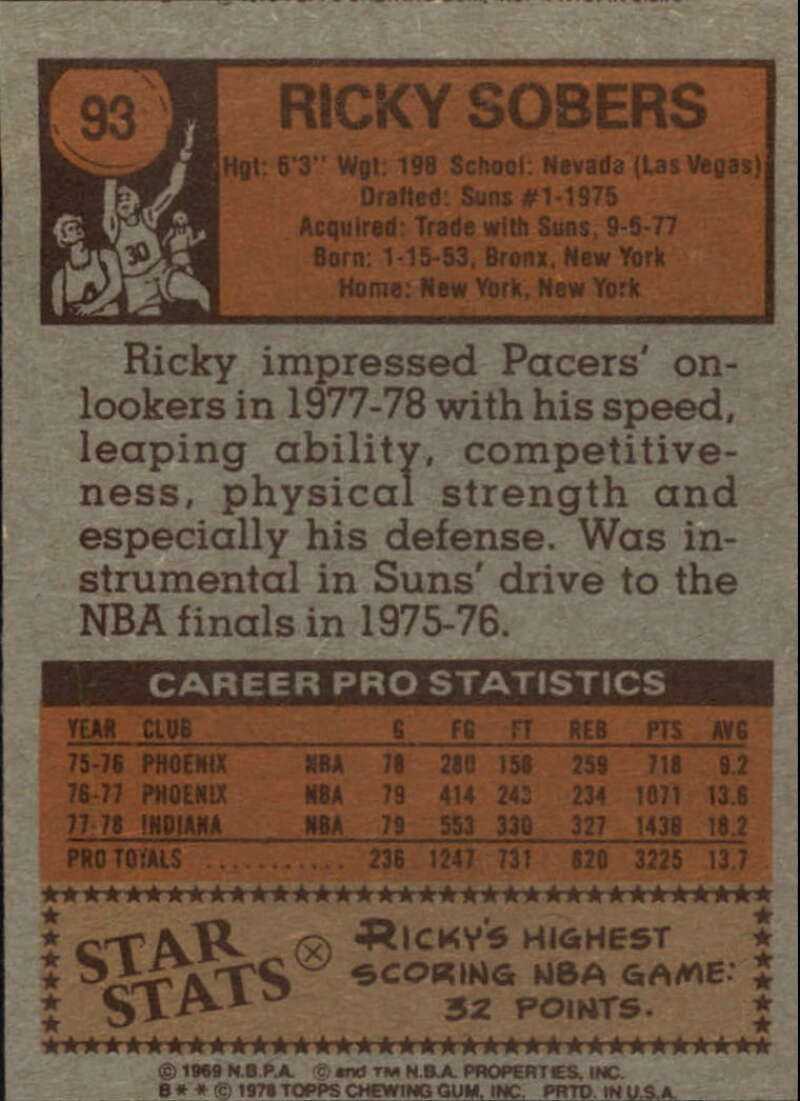 93
RICKY SOBERS
Hgt: 6'3" Wgt: 198 School: Nevada (Las Vegas)
Drafted: Suns #1-1975
Acquired: Trade with Suns, 9-5-77
Born: 1-15-53, Bronx, New York
Home: New York, New York
30
A
Ricky impressed Pacers' on-
lookers in 1977-78 with his speed,
leaping ability, competitive-
ness, physical strength and
especially his defense. Was in-
strumental in Suns' drive to the
NBA finals in 1975-76.
CAREER PRO STATISTICS
YEAR CLUB G FG FT REB PTS AVG
75-76 PHOENIX NBA 78 280 158 259 718 9.2
76-77 PHOENIX NBA 79 414 243 234 1071 13.6
77-78 INDIANA NBA 79 553 330 327 1436 18.2
PRO TOTALS ........... 236 1247 731 820 3225 13.7
STAR STATS
RICKY'S HIGHEST
SCORING NBA GAME:
32 POINTS.
© 1969 N.B.P.A. © and TM N.B.A. PROPERTIES, INC.
B * * © 1978 TOPPS CHEWING GUM, INC. PRTD. IN U.S.A.